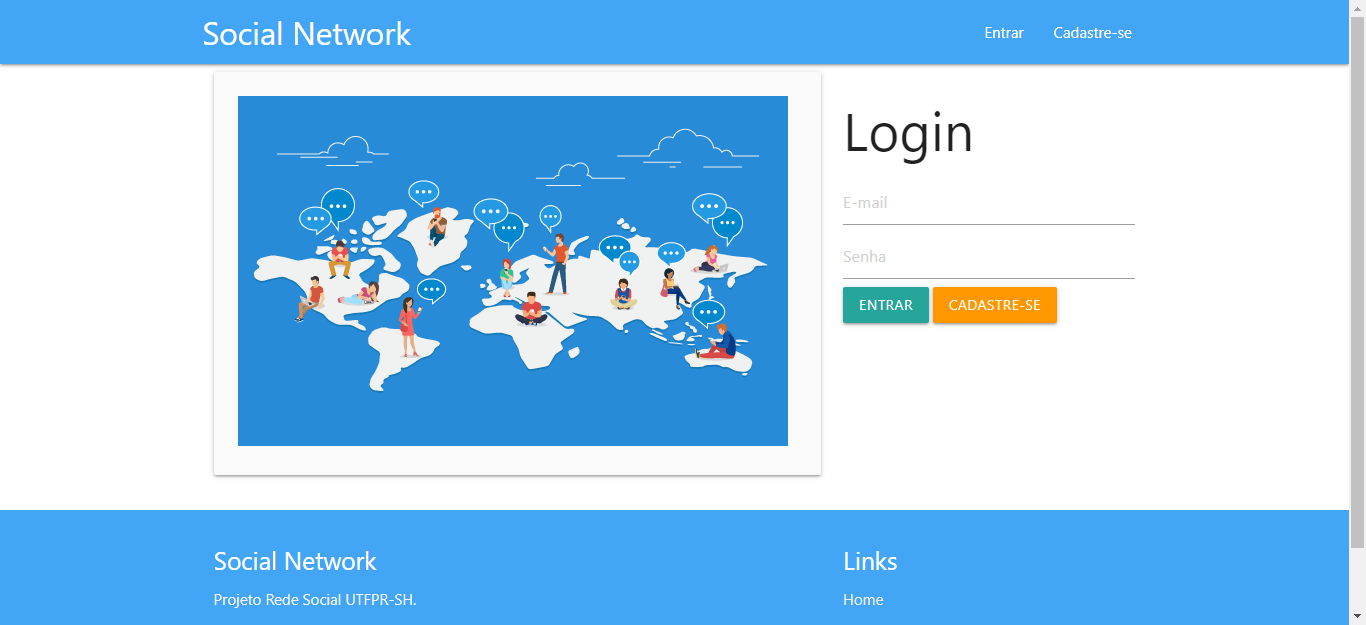 Social Network
Entrar
Cadastre-se
Login
E-mail
Senha
ENTRAR
CADASTRE-SE
Social Network
Links
Projeto Rede Social UTFPR-SH.
Home